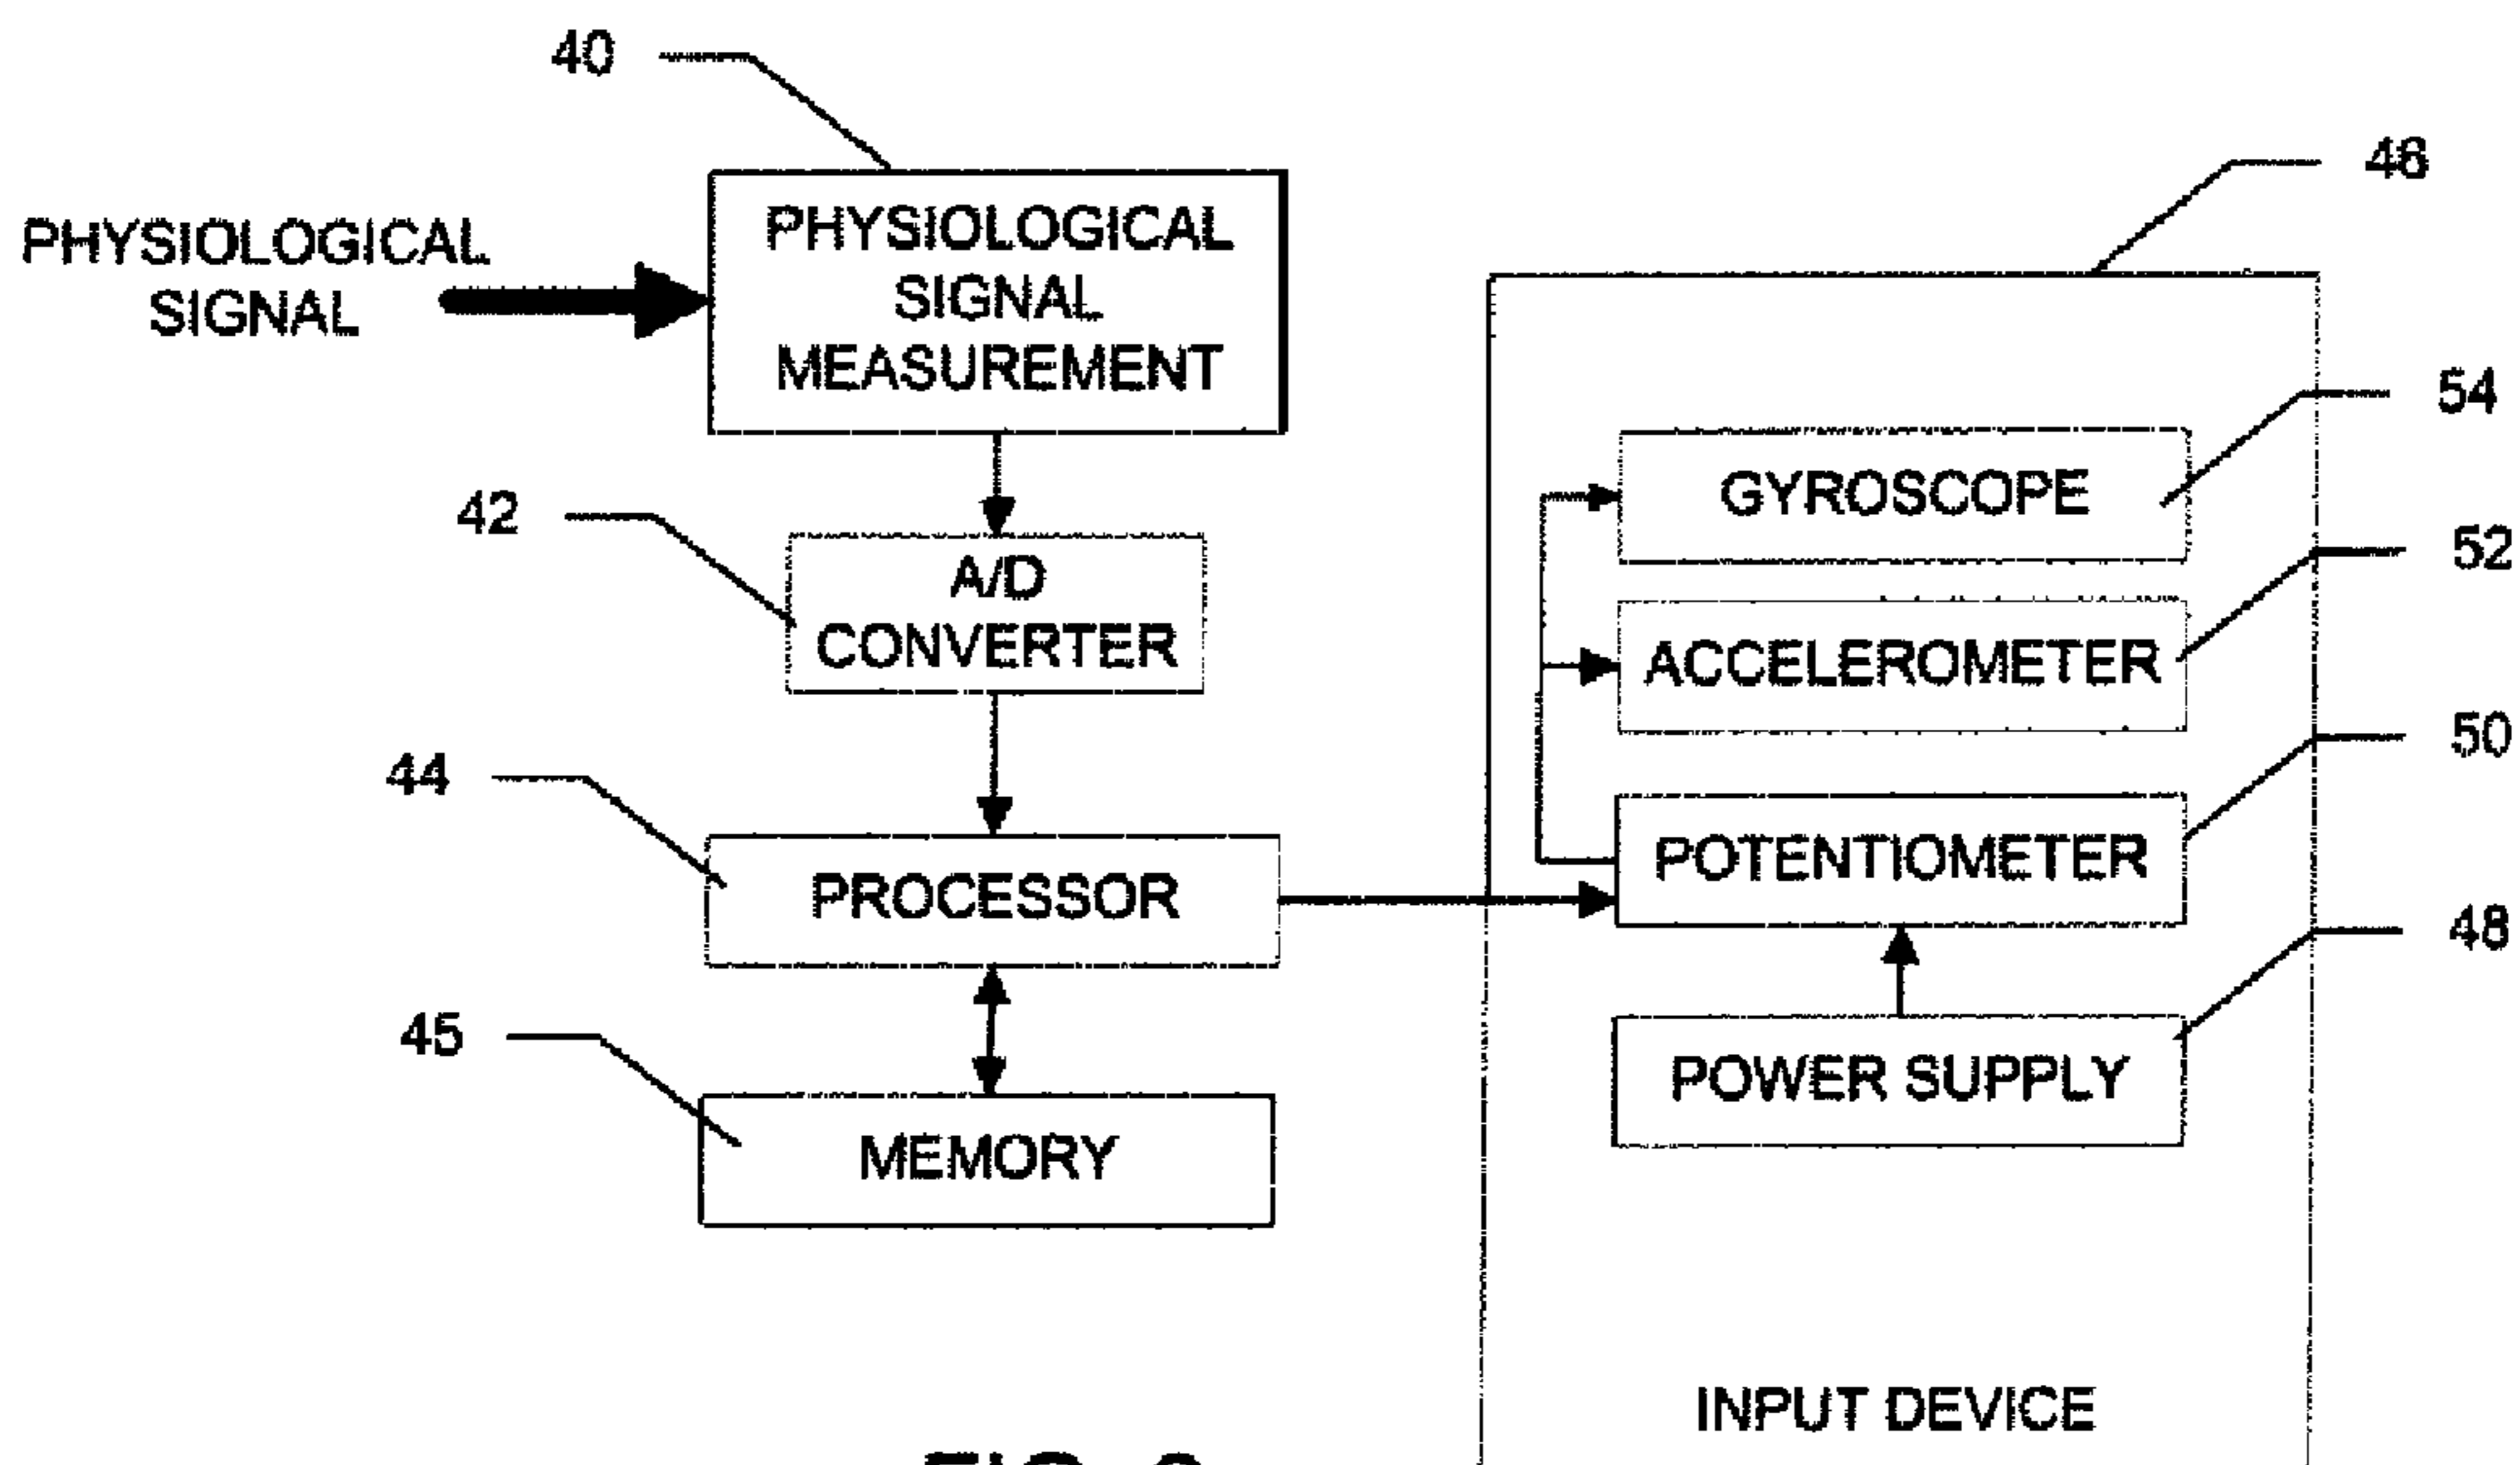 40
46
PHYSIOLOGICAL
SIGNAL
PHYSIOLOGICAL
SIGNAL
MEASUREMENT
54
GYROSCOPE
42
A/D
CONVERTER
52
ACCELEROMETER
44
PROCESSOR
50
POTENTIOMETER
48
POWER SUPPLY
45
MEMORY
INPUT DEVICE